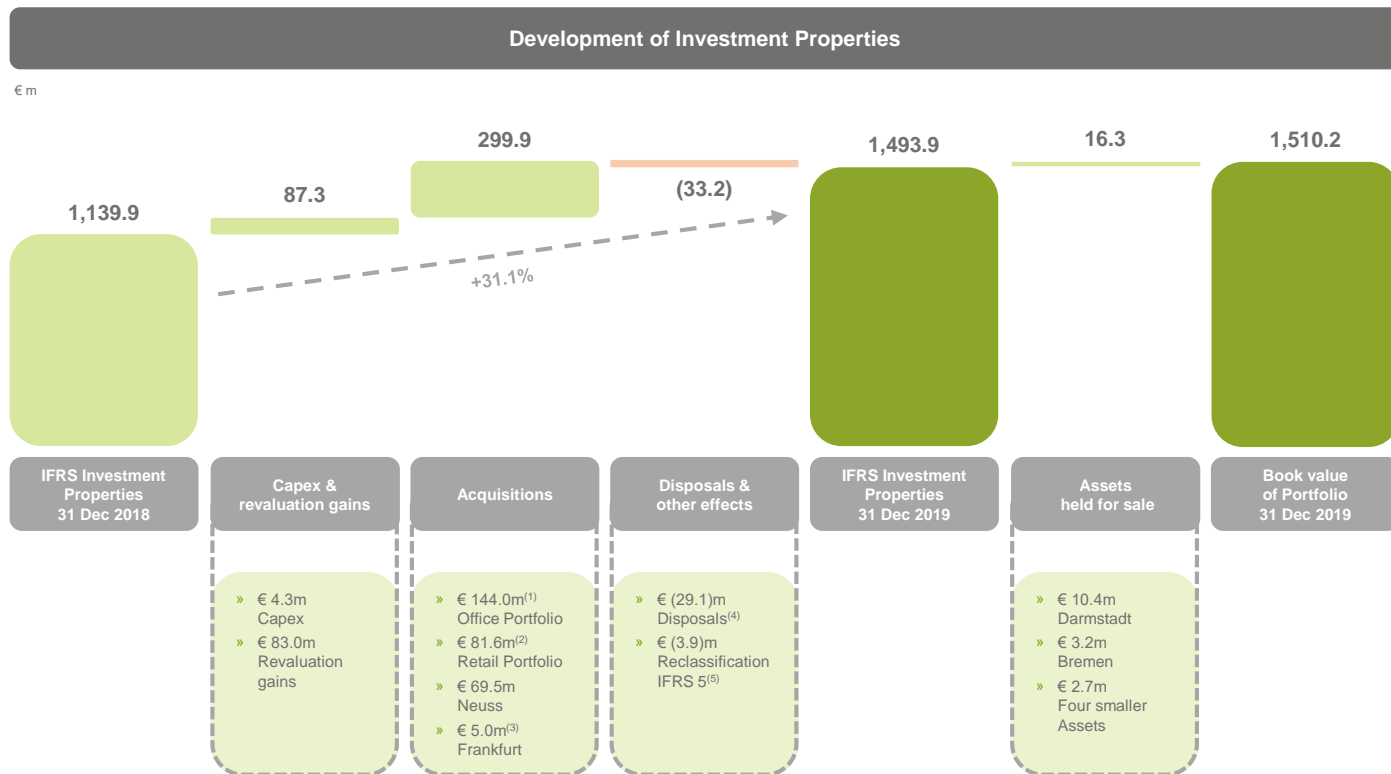 Development of Investment Properties
€ m
1,139.9
87.3
299.9
(33.2)
1,493.9
16.3
1,510.2
+31.1%
IFRS Investment
Properties
31 Dec 2018
Capex &
revaluation gains
Acquisitions
Disposals &
other effects
IFRS Investment
Properties
31 Dec 2019
Assets
held for sale
Book value
of Portfolio
31 Dec 2019
» € 4.3m
Capex
» € 83.0m
Revaluation
gains
» € 144.0m(1)
Office Portfolio
» € 81.6m(2)
Retail Portfolio
» € 69.5m
Neuss
» € 5.0m(3)
Frankfurt
» € (29.1)m
Disposals(4)
» € (3.9)m
Reclassification
IFRS 5(5)
» € 10.4m
Darmstadt
» € 3.2m
Bremen
» € 2.7m
Four smaller
Assets